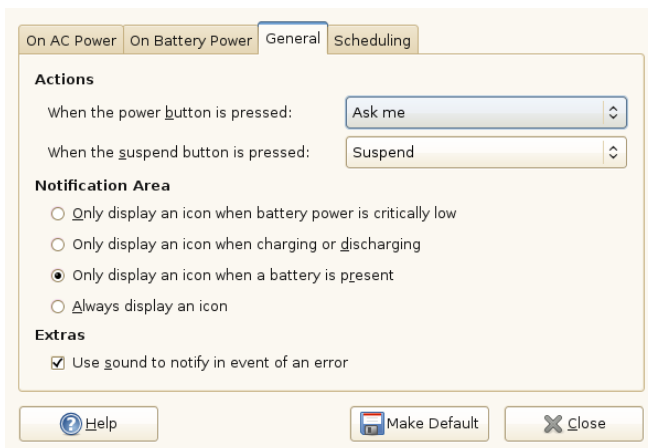 On AC Power On Battery Power General Scheduling
Actions
When the power button is pressed: Ask me
When the suspend button is pressed: Suspend
Notification Area
Only display an icon when battery power is critically low
Only display an icon when charging or discharging
Only display an icon when a battery is present
Always display an icon
Extras
Use sound to notify in event of an error
Help Make Default Close